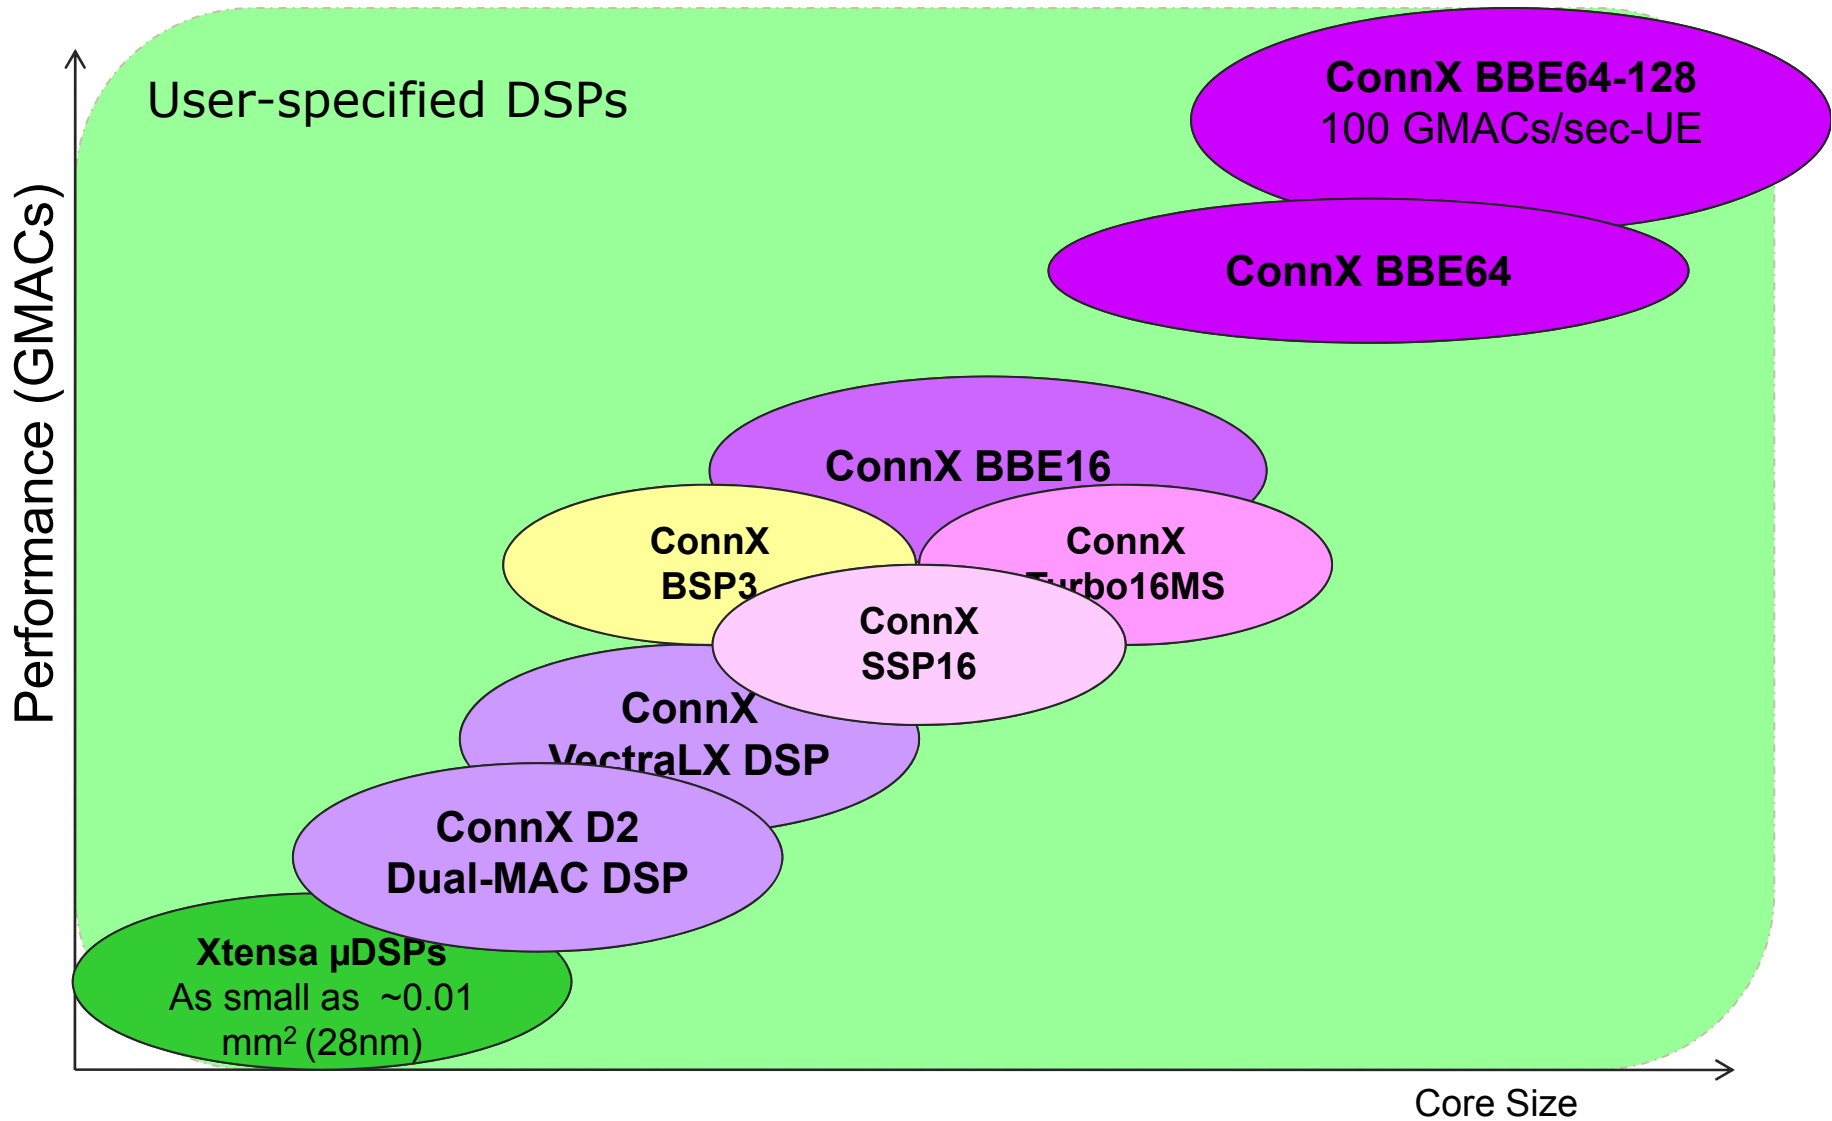 User-specified DSPs
ConnX BBE64-128
100 GMACs/sec-UE
ConnX BBE64
Performance (GMACs)
ConnX BBE16
ConnX
BSP3
ConnX
Turbo16MS
ConnX
SSP16
ConnX
VectraLX DSP
ConnX D2
Dual-MAC DSP
Xtensa µDSPs
As small as ~0.01
mm² (28nm)
Core Size